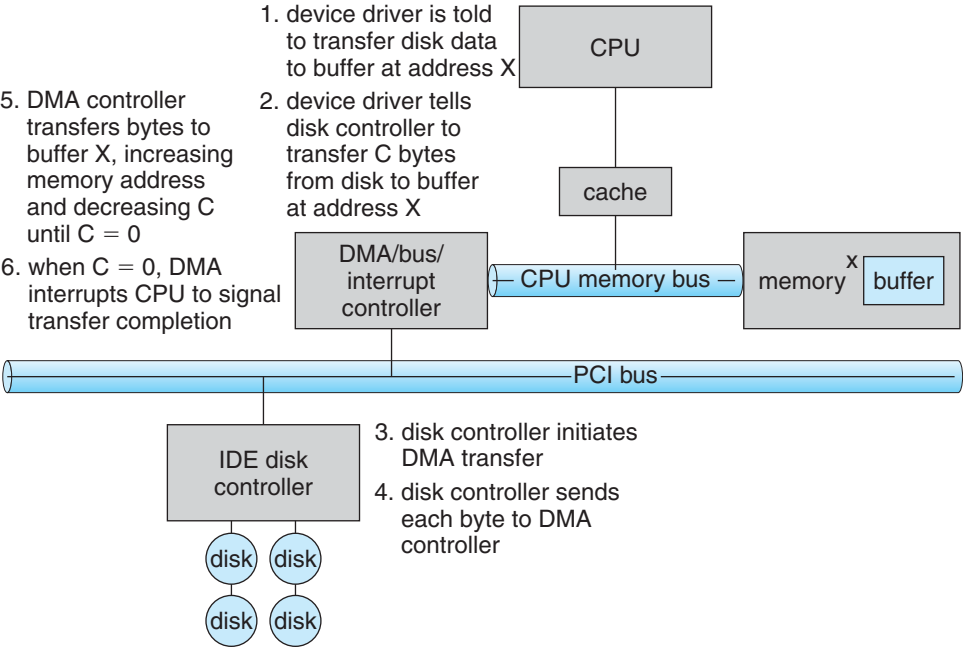 1. device driver is told
to transfer disk data
to buffer at address X
2. device driver tells
disk controller to
transfer C bytes
from disk to buffer
at address X
5. DMA controller
transfers bytes to
buffer X, increasing
memory address
and decreasing C
until C = 0
6. when C = 0, DMA
interrupts CPU to signal
transfer completion
CPU
cache
DMA/bus/
interrupt
controller
CPU memory bus
memory
x
buffer
PCI bus
IDE disk
controller
3. disk controller initiates
DMA transfer
4. disk controller sends
each byte to DMA
controller
disk
disk
disk
disk